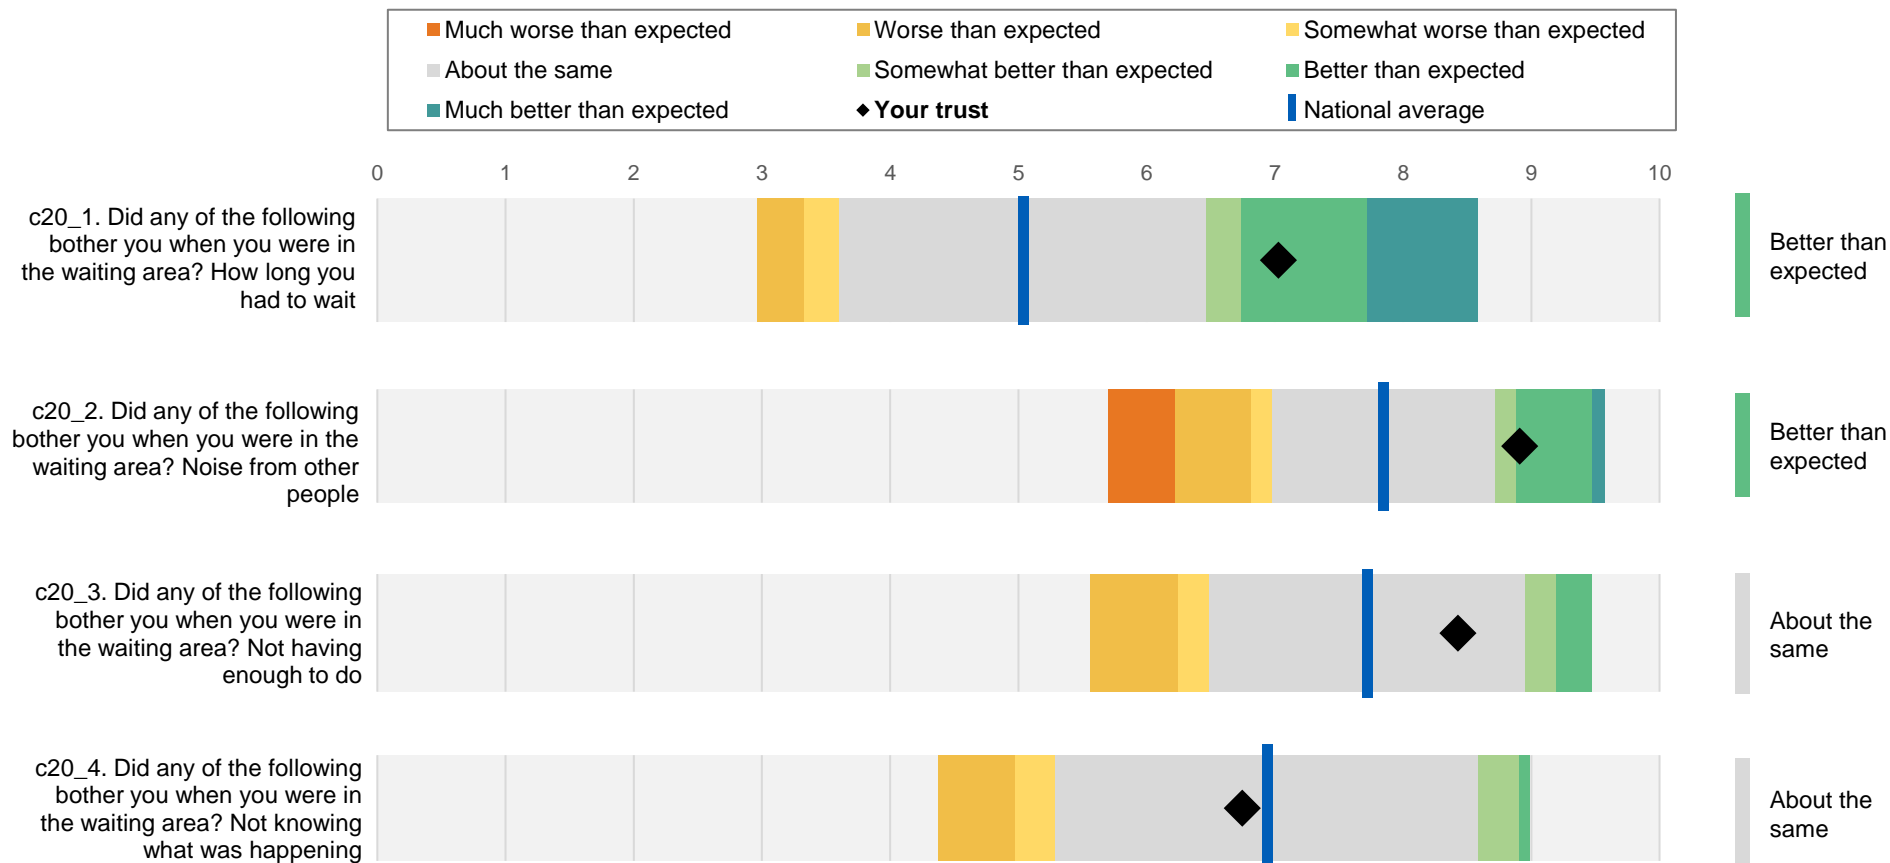 Much worse than expected
Worse than expected
Somewhat worse than expected
About the same
Somewhat better than expected
Better than expected
Much better than expected
Your trust
National average
0 1 2 3 4 5 6 7 8 9 10
c20_1. Did any of the following
bother you when you were in
the waiting area? How long you
had to wait
Better than
expected
c20_2. Did any of the following
bother you when you were in the
waiting area? Noise from other
people
Better than
expected
c20_3. Did any of the following
bother you when you were in
the waiting area? Not having
enough to do
About the
same
c20_4. Did any of the following
bother you when you were in
the waiting area? Not knowing
what was happening
About the
same